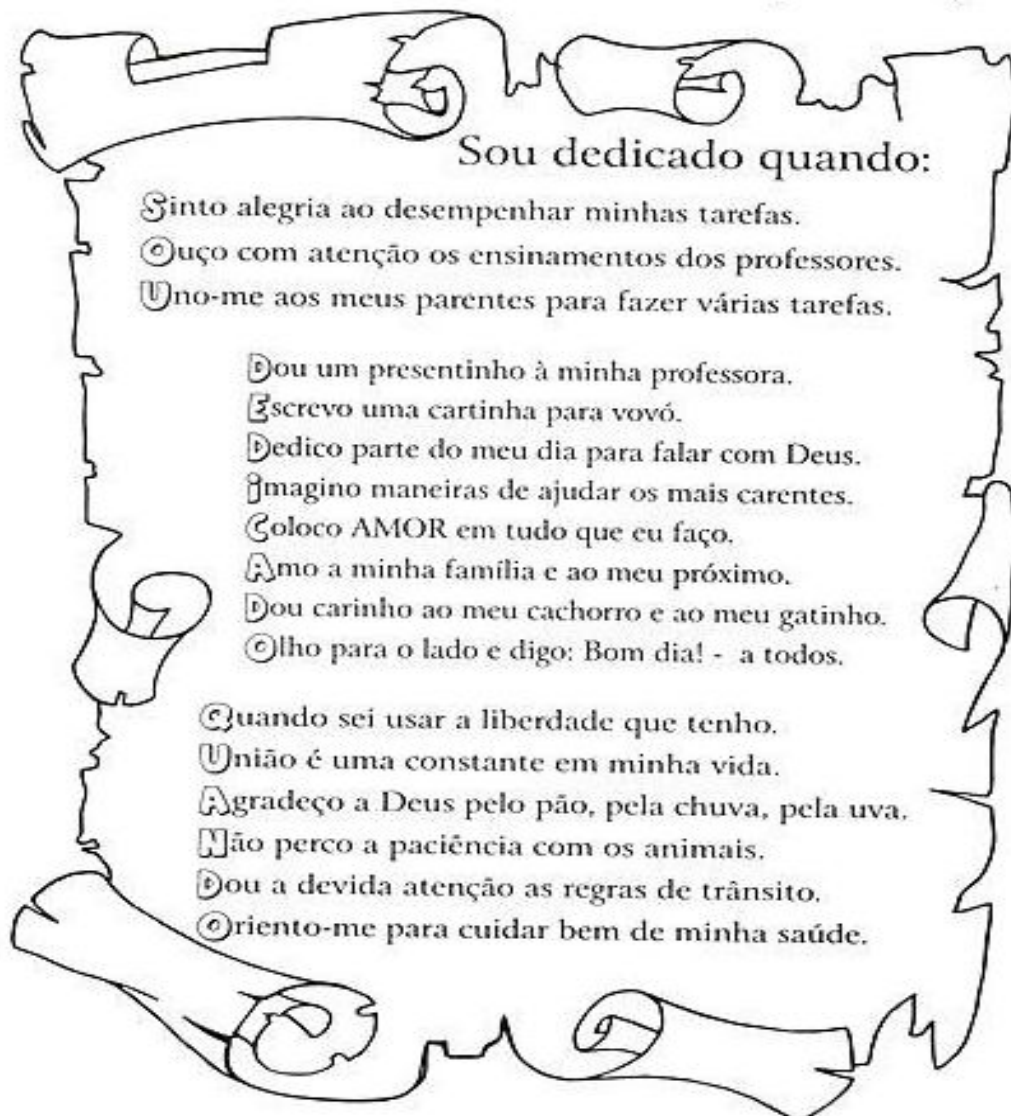 Sou dedicado quando:
Sinto alegria ao desempenhar minhas tarefas.
Ouço com atenção os ensinamentos dos professores.
Uno-me aos meus parentes para fazer várias tarefas.
Dou um presentinho à minha professora.
Escrevo uma cartinha para vovó.
Dedico parte do meu dia para falar com Deus.
imagino maneiras de ajudar os mais carentes.
Coloco AMOR em tudo que eu faço.
Amo a minha família e ao meu próximo.
Dou carinho ao meu cachorro e ao meu gatinho.
Olho para o lado e digo: Bom dia! - a todos.
Quando sei usar a liberdade que tenho.
União é uma constante em minha vida.
Agradeço a Deus pelo pão, pela chuva, pela uva.
Não perco a paciência com os animais.
Dou a devida atenção as regras de trânsito.
Oriento-me para cuidar bem de minha saúde.